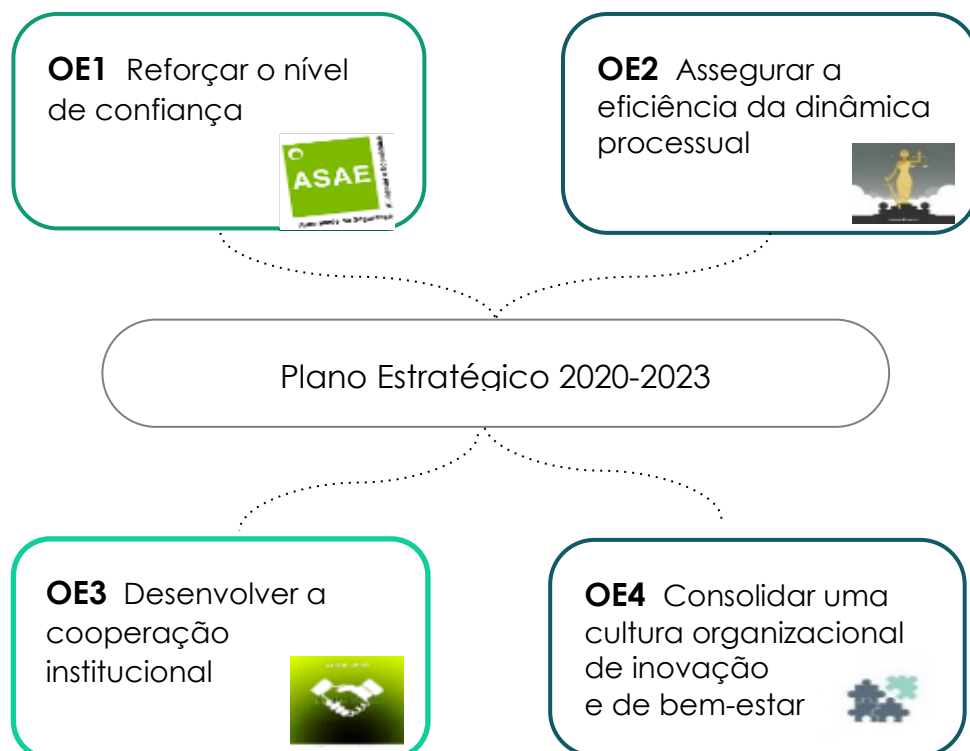 OE1 Reforçar o nível
de confiança
ASAE
OE2 Assegurar a
eficiência da dinâmica
processual
Plano Estratégico 2020-2023
OE3 Desenvolver a
cooperação
institucional
OE4 Consolidar uma
cultura organizacional
de inovação
e de bem-estar